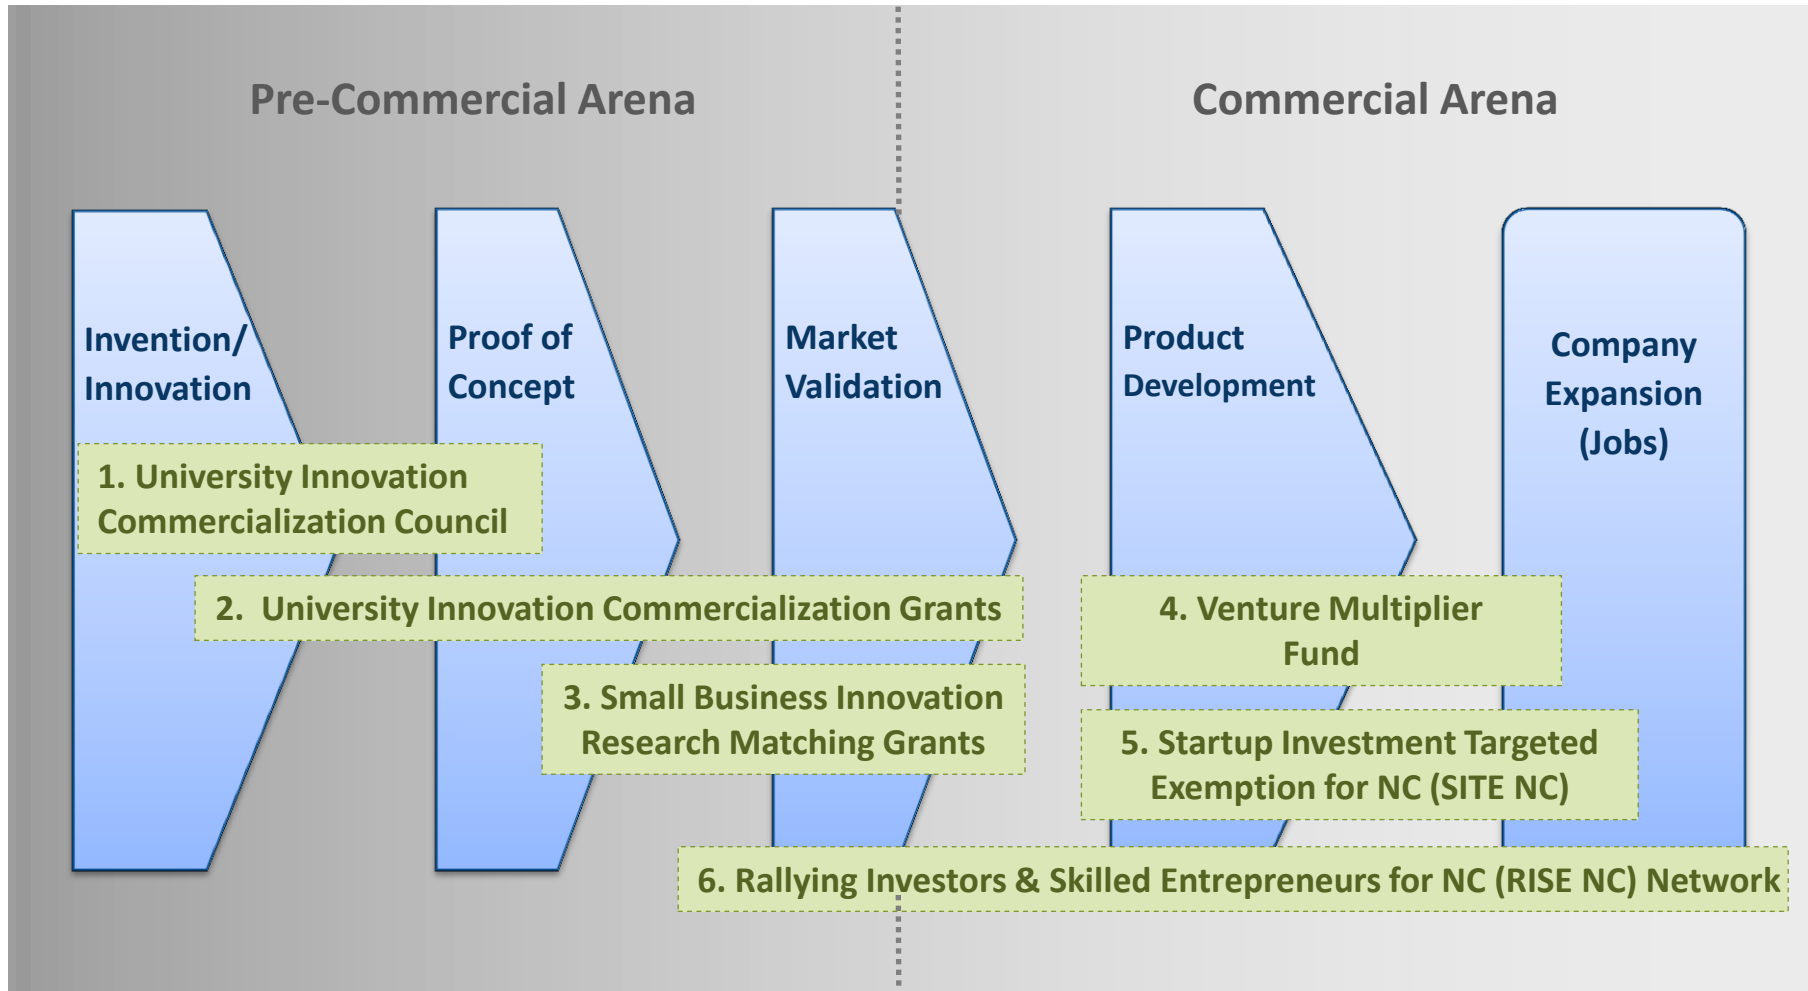 Pre-Commercial Arena
Commercial Arena
Invention/
Innovation
Proof of
Concept
Market
Validation
Product
Development
Company
Expansion
(Jobs)
1. University Innovation
Commercialization Council
2. University Innovation Commercialization Grants
3. Small Business Innovation
Research Matching Grants
4. Venture Multiplier
Fund
5. Startup Investment Targeted
Exemption for NC (SITE NC)
6. Rallying Investors & Skilled Entrepreneurs for NC (RISE NC) Network